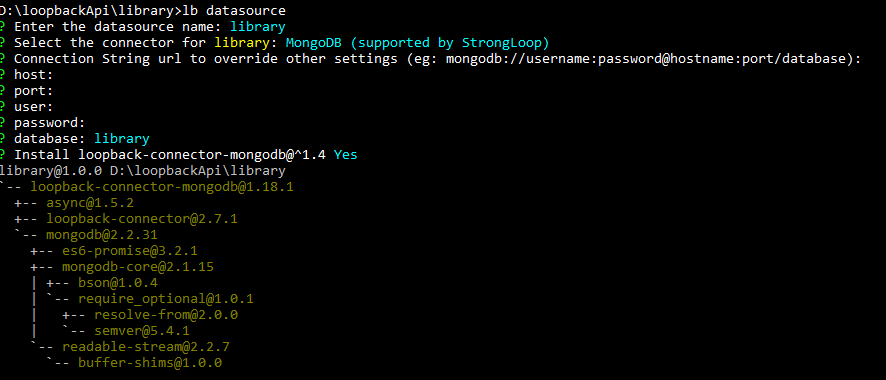 D:\loopbackApi\library>lb datasource
? Enter the datasource name: library
? Select the connector for library: MongoDB (supported by StrongLoop)
? Connection String url to override other settings (eg: mongodb://username:password@hostname:port/database):
? host:
? port:
? user:
? password:
? database: library
? Install loopback-connector-mongodb@^1.4 Yes
library@1.0.0 D:\loopbackApi\library
`-- loopback-connector-mongodb@1.18.1
  +-- async@1.5.2
  +-- loopback-connector@2.7.1
  `-- mongodb@2.2.31
    +-- es6-promise@3.2.1
    +-- mongodb-core@2.1.15
    | +-- bson@1.0.4
    | `-- require_optional@1.0.1
    |   +-- resolve-from@2.0.0
    |   `-- semver@5.4.1
    `-- readable-stream@2.2.7
      `-- buffer-shims@1.0.0